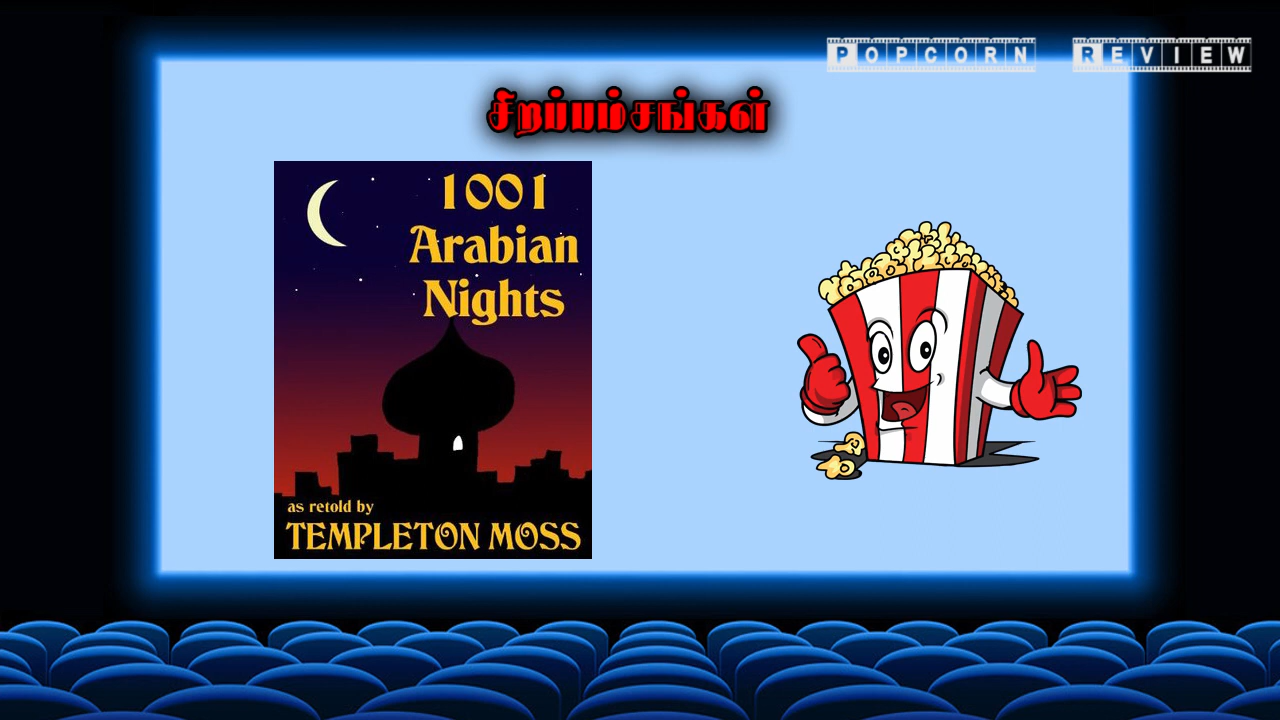 POPCORN REVIEW
சிறப்பம்சங்கள்
1001
Arabian
Nights
as retold by
TEMPLETON MOSS